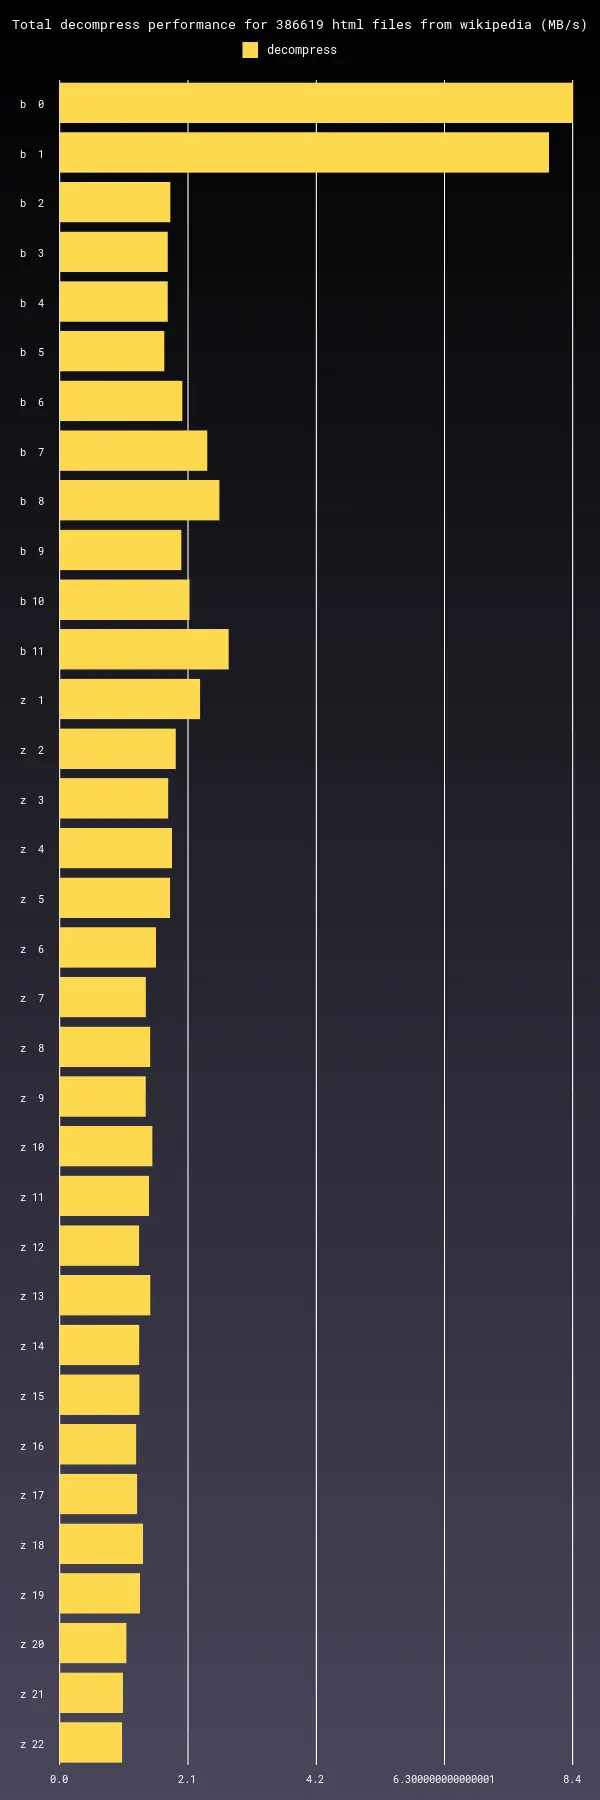 Total decompress performance for 386619 html files from wikipedia (MB/s)
decompress
b  0
b  1
b  2
b  3
b  4
b  5
b  6
b  7
b  8
b  9
b 10
b 11
z  1
z  2
z  3
z  4
z  5
z  6
z  7
z  8
z  9
z 10
z 11
z 12
z 13
z 14
z 15
z 16
z 17
z 18
z 19
z 20
z 21
z 22
0.0 2.1 4.2 6.300000000000001 8.4